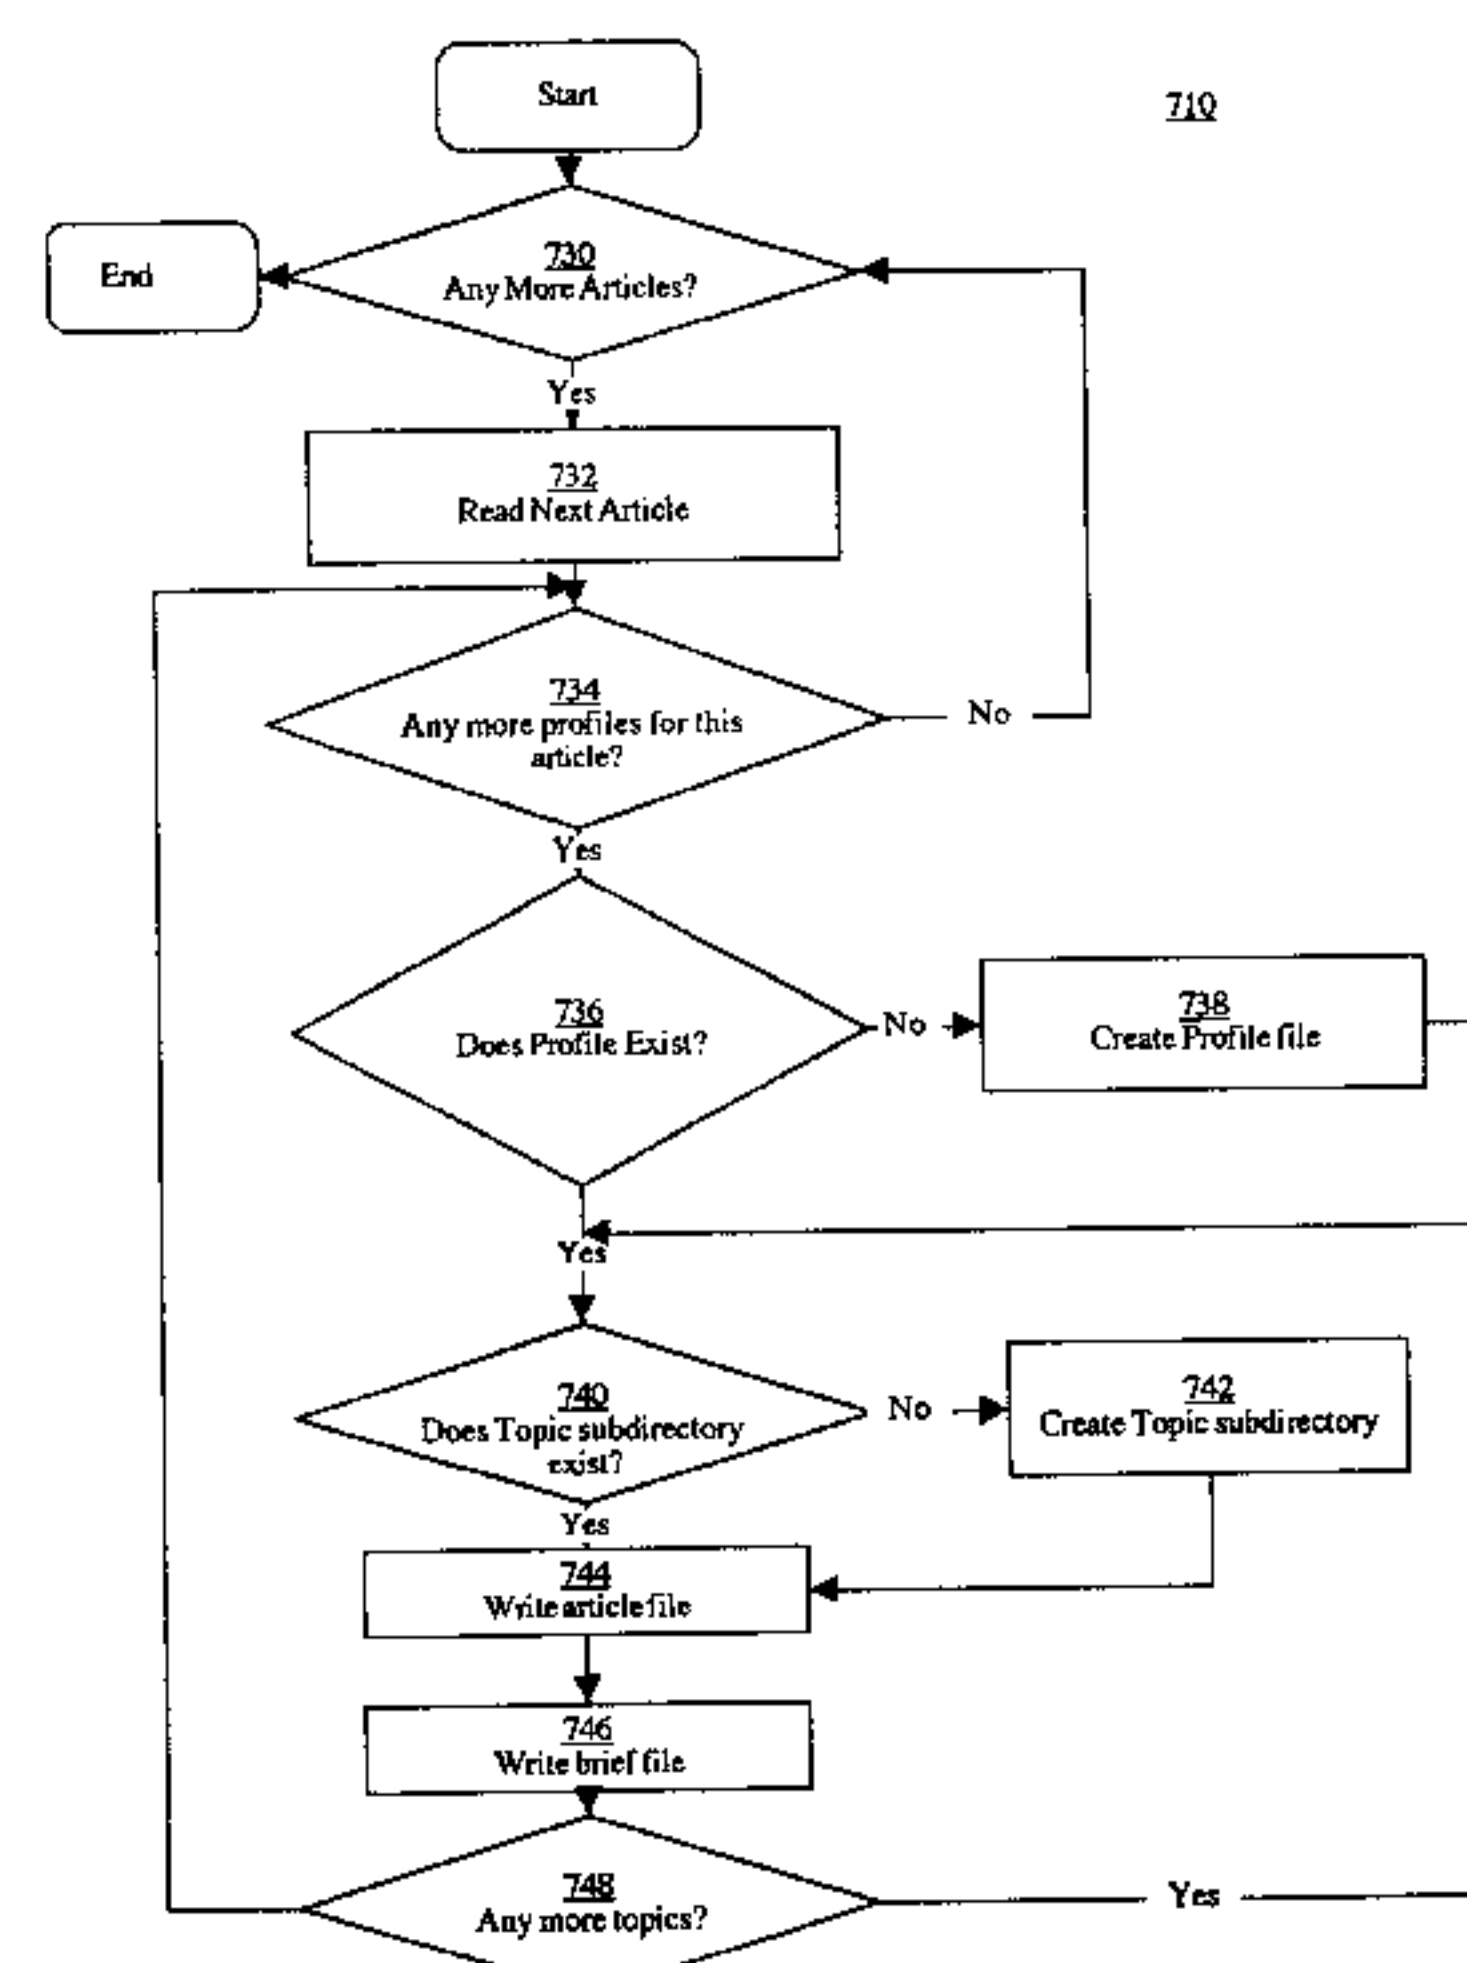 Start
710
730
Any More Articles?
End
Yes
732
Read Next Article
734
Any more profiles for this
article?
No
Yes
736
Does Profile Exist?
No
738
Create Profile file
Yes
740
Does Topic subdirectory
exist?
No
742
Create Topic subdirectory
Yes
744
Write article file
746
Write brief file
748
Any more topics?
Yes